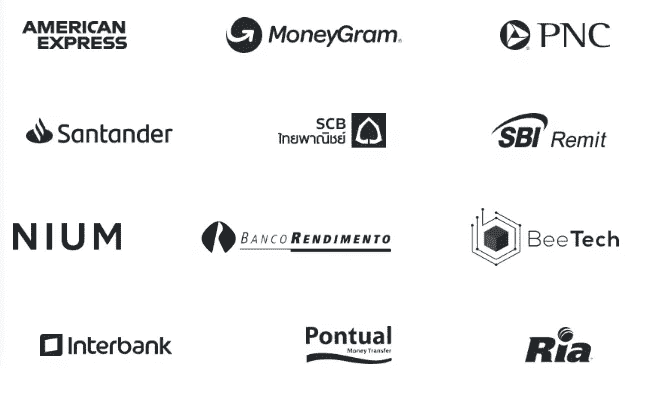 AMERICAN
EXPRESS
MoneyGram
PNC
Santander
SCB
ไทยพาณิชย์
SBI Remit
NIUM
BANCO RENDIMENTO
BeeTech
Interbank
Pontual
Money Transfer
Ria